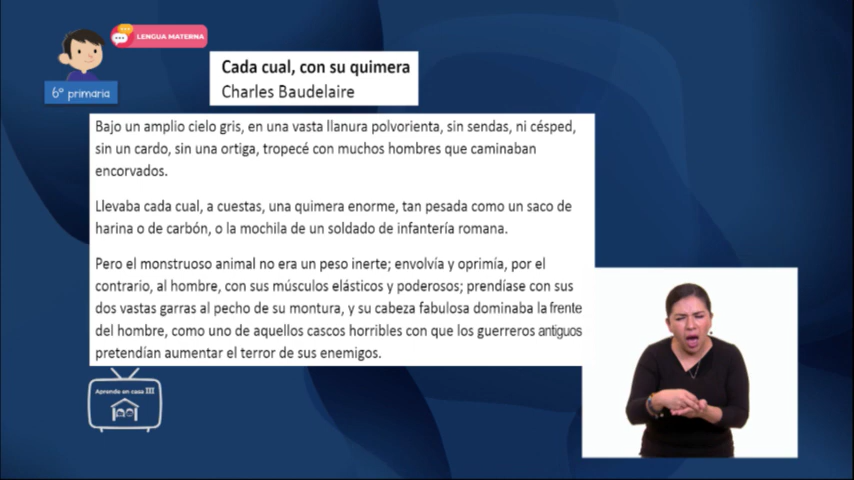 LENGUA MATERNA
6° primaria
Cada cual, con su quimera
Charles Baudelaire
Bajo un amplio cielo gris, en una vasta llanura polvorienta, sin sendas, ni césped,
sin un cardo, sin una ortiga, tropecé con muchos hombres que caminaban
encorvados.
Llevaba cada cual, a cuestas, una quimera enorme, tan pesada como un saco de
harina o de carbón, o la mochila de un soldado de infantería romana.
Pero el monstruoso animal no era un peso inerte; envolvía y oprimía, por el
contrario, al hombre, con sus músculos elásticos y poderosos; prendíase con sus
dos vastas garras al pecho de su montura, y su cabeza fabulosa dominaba la frente
del hombre, como uno de aquellos cascos horribles con que los guerreros antiguos
pretendían aumentar el terror de sus enemigos.
Aprende en casa III